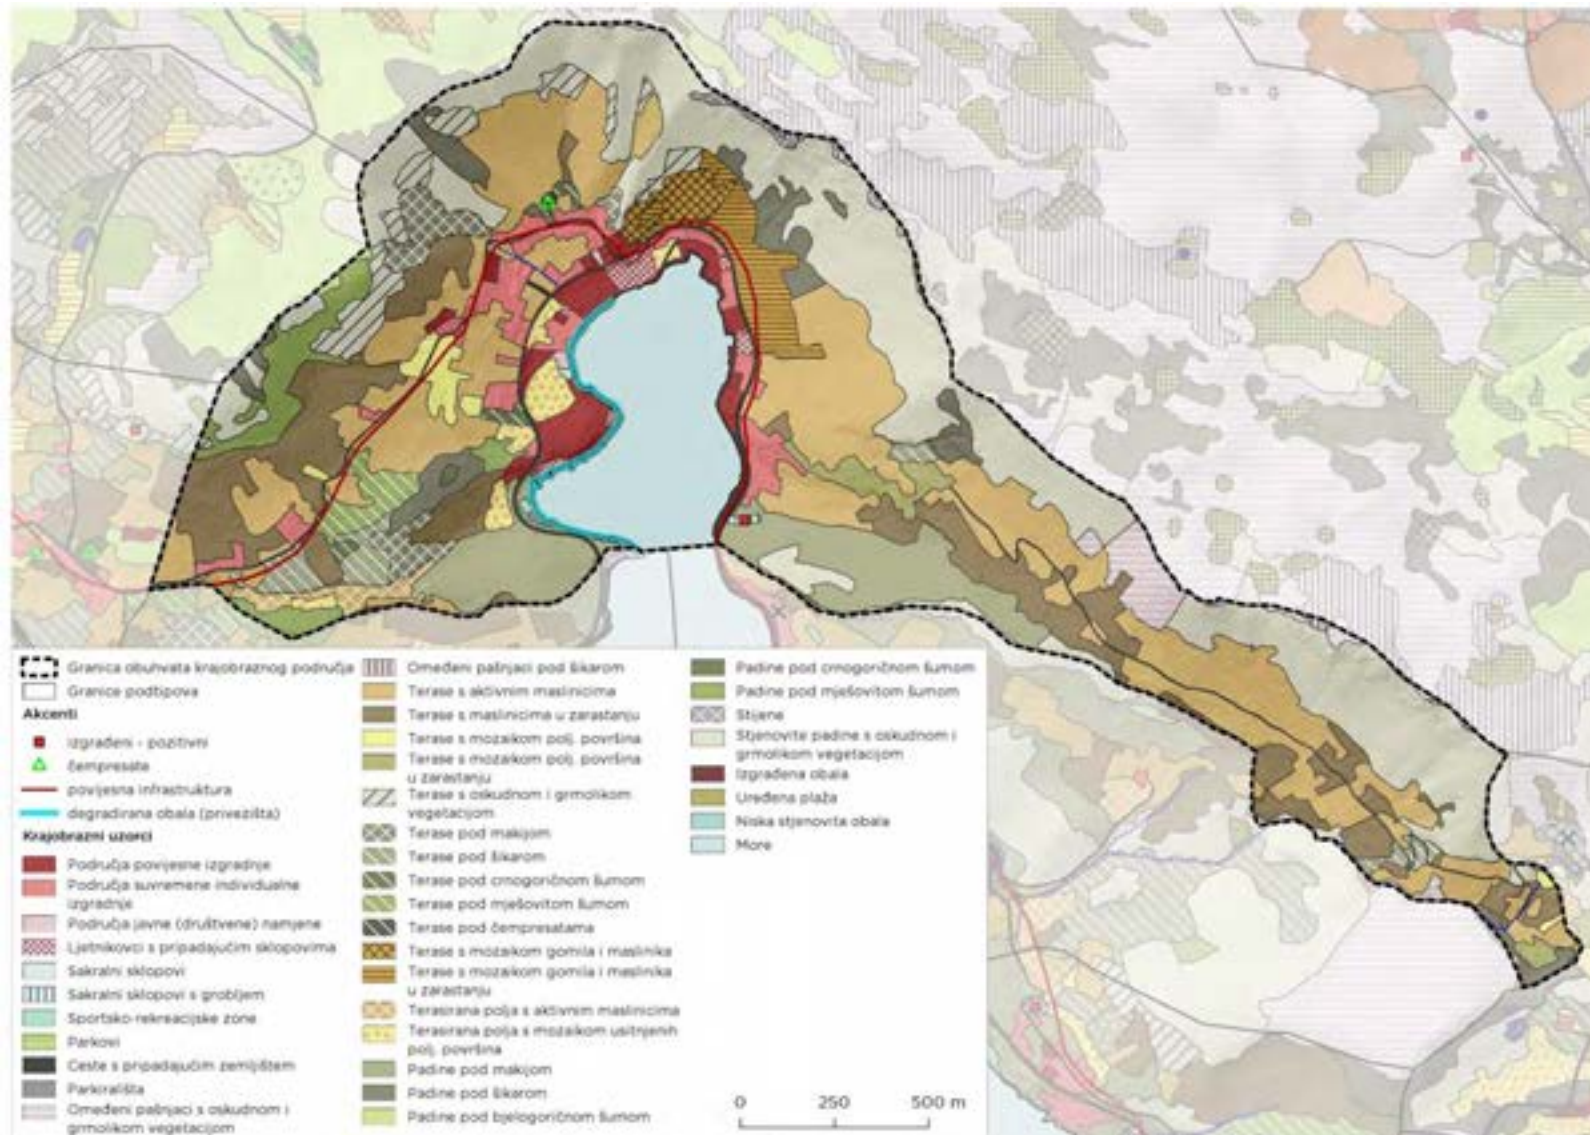 Granica obuhvata krajobraznog područja
Granice podtipova
Akcenti
izgrađeni - pozitivni
čempresate
povijesna infrastruktura
degradirana obala (privezišta)
Krajobrazni uzorci
Područja povijesne izgradnje
Područja suvremene individualne
izgradnje
Područja javne (društvene) namjene
Ljetnikovci s pripadajućim sklopovima
Sakralni sklopovi
Sakralni sklopovi s grobljem
Sportsko-rekreacijske zone
Parkovi
Ceste s pripadajućim zemljištem
Parkirališta
Omeđeni pašnjaci s oskudnom i
grmolikom vegetacijom
Omeđeni pašnjaci pod šikarom
Terase s aktivnim maslinicima
Terase s maslinicima u zarastanju
Terase s mozaikom polj. površina
Terase s mozaikom polj. površina
u zarastanju
Terase s oskudnom i grmolikom
vegetacijom
Terase pod makijom
Terase pod šikarom
Terase pod crnogoričnom šumom
Terase pod mješovitom šumom
Terase pod čempresatama
Terase s mozaikom gomila i maslinika
Terase s mozaikom gomila i maslinika
u zarastanju
Terasirana polja s aktivnim maslinicima
Terasirana polja s mozaikom usitnjenih
polj. površina
Padine pod makijom
Padine pod šikarom
Padine pod bjelogoričnom šumom
Padine pod crnogoričnom šumom
Padine pod mješovitom šumom
Stijene
Stjenovite padine s oskudnom i
grmolikom vegetacijom
Izgrađena obala
Uređena plaža
Niska stjenovita obala
More
0 250 500 m